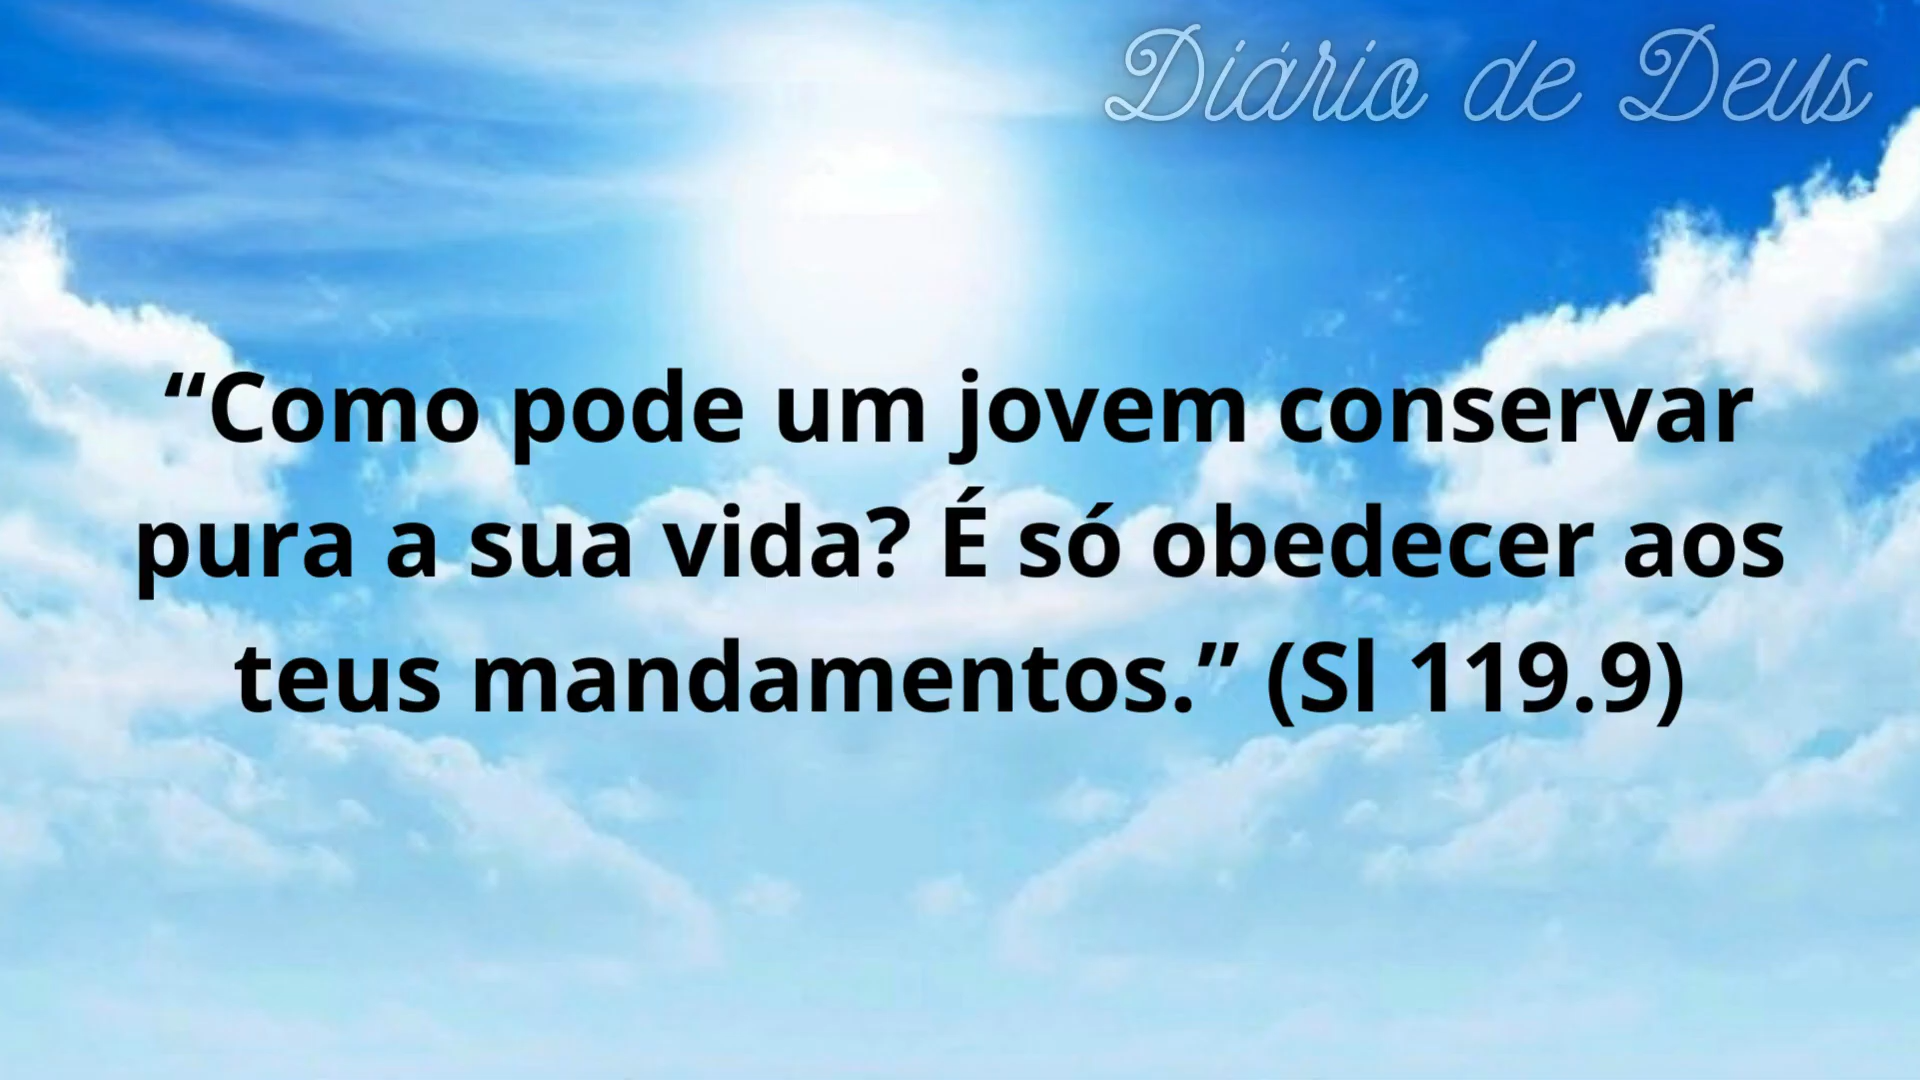 Diário de Deus
“Como pode um jovem conservar
pura a sua vida? É só obedecer aos
teus mandamentos.” (Sl 119.9)